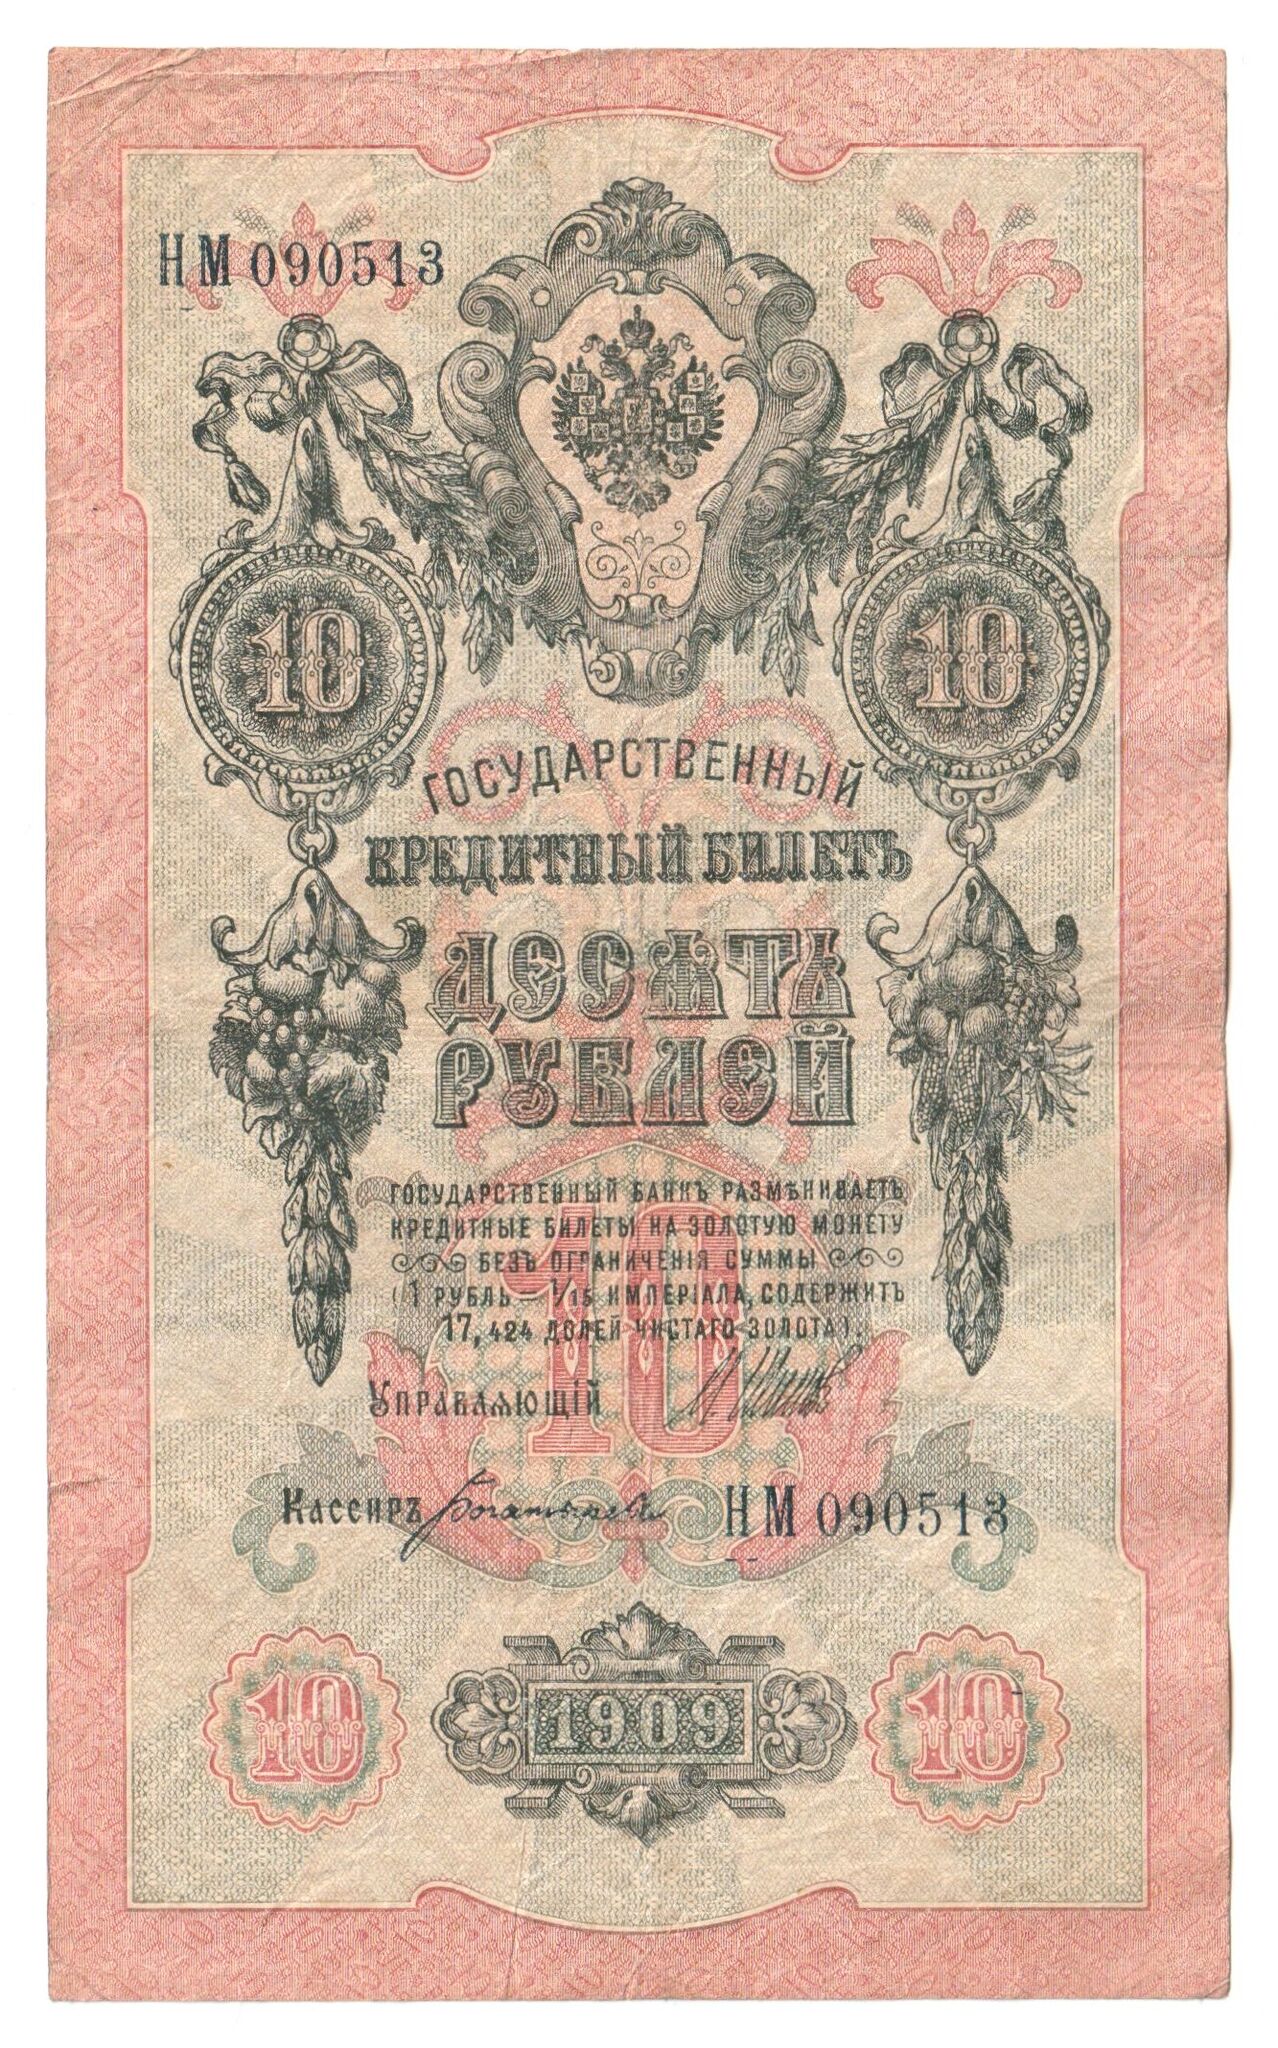 НМ 090513
10
10
ГОСУДАРСТВЕННЫЙ
КРЕДИТНЫЙ БИЛЕТЪ
ДЕСЯТЬ
РУБЛЕЙ
ГОСУДАРСТВЕННЫЙ БАНКЪ РАЗМѢНИВАЕТЪ
КРЕДИТНЫЕ БИЛЕТЫ НА ЗОЛОТУЮ МОНЕТУ
БЕЗЪ ОГРАНИЧЕНІЯ СУММЫ
(1 РУБЛЬ = 1/15 ИМПЕРІАЛА, СОДЕРЖИТЪ
17,424 ДОЛЕЙ ЧИСТАГО ЗОЛОТА).
10
УПРАВЛЯЮЩІЙ И. Шипов
КАССИРЪ Богатырев
НМ 090513
10
1909
10